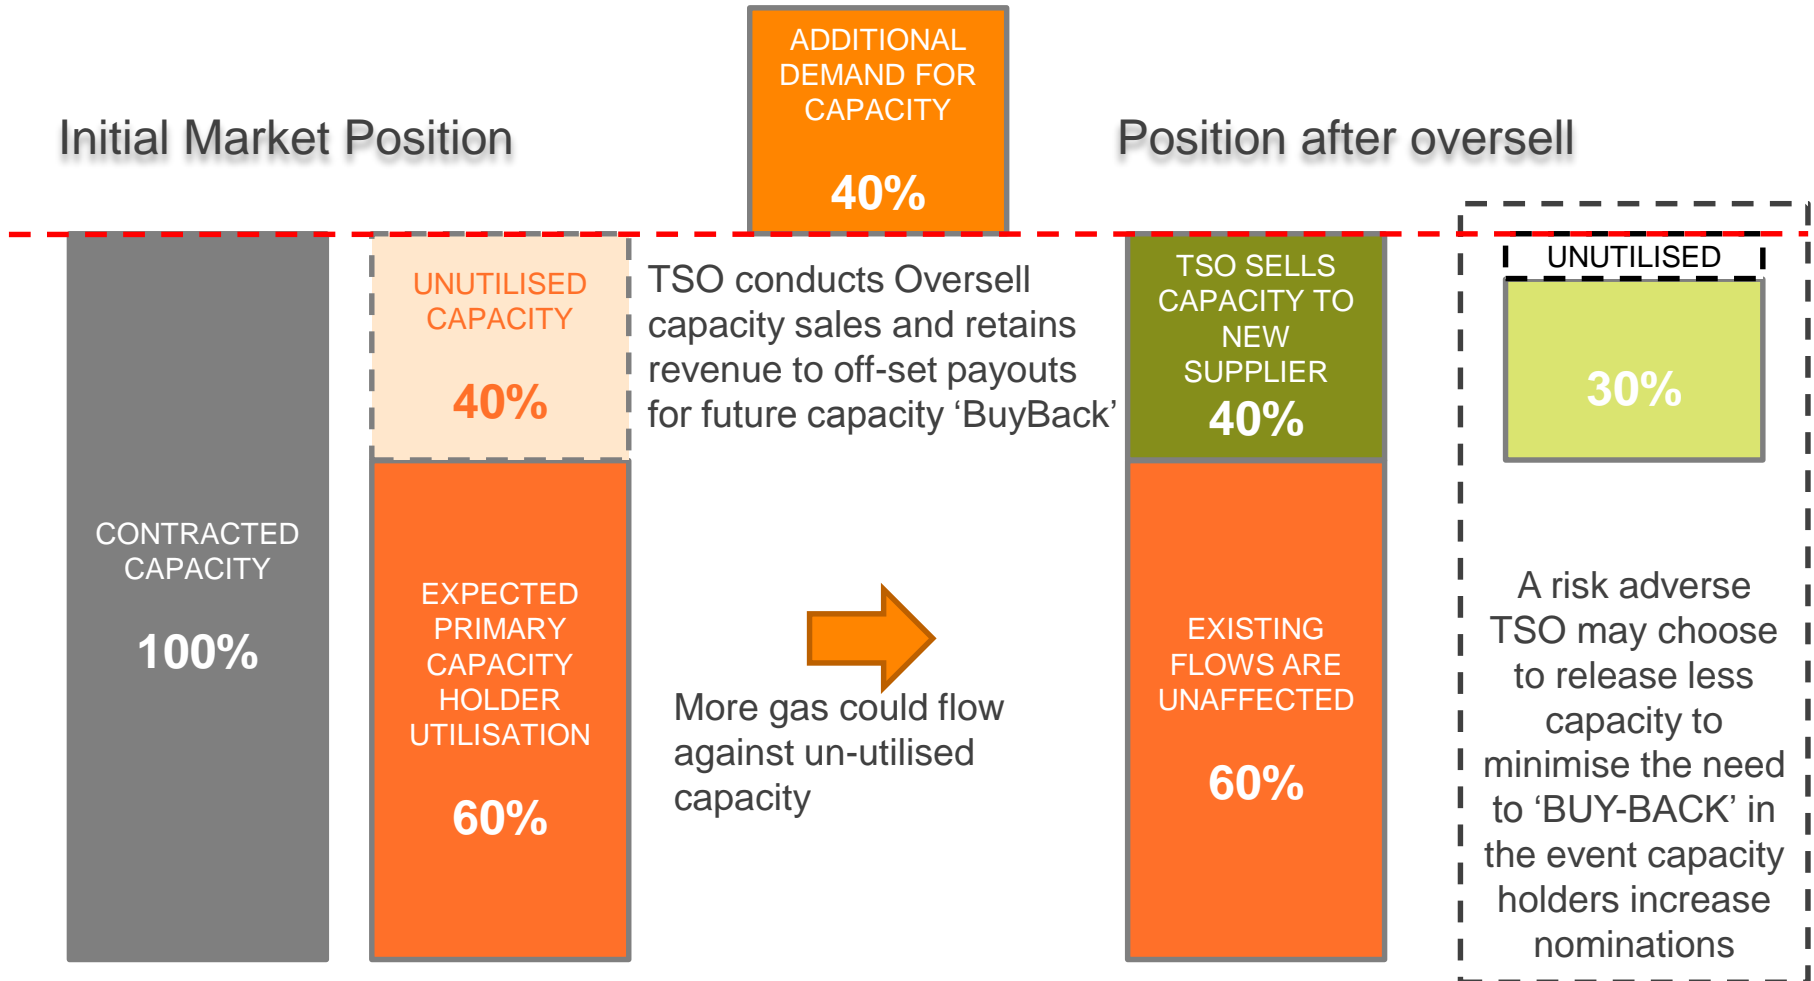 ADDITIONAL
DEMAND FOR
CAPACITY
40%
Initial Market Position
Position after oversell
CONTRACTED
CAPACITY
100%
UNUTILISED
CAPACITY
40%
EXPECTED
PRIMARY
CAPACITY
HOLDER
UTILISATION
60%
TSO conducts Oversell
capacity sales and retains
revenue to off-set payouts
for future capacity ‘BuyBack’
More gas could flow
against un-utilised
capacity
TSO SELLS
CAPACITY TO
NEW
SUPPLIER
40%
EXISTING
FLOWS ARE
UNAFFECTED
60%
UNUTILISED
30%
A risk adverse
TSO may choose
to release less
capacity to
minimise the need
to ‘BUY-BACK’ in
the event capacity
holders increase
nominations